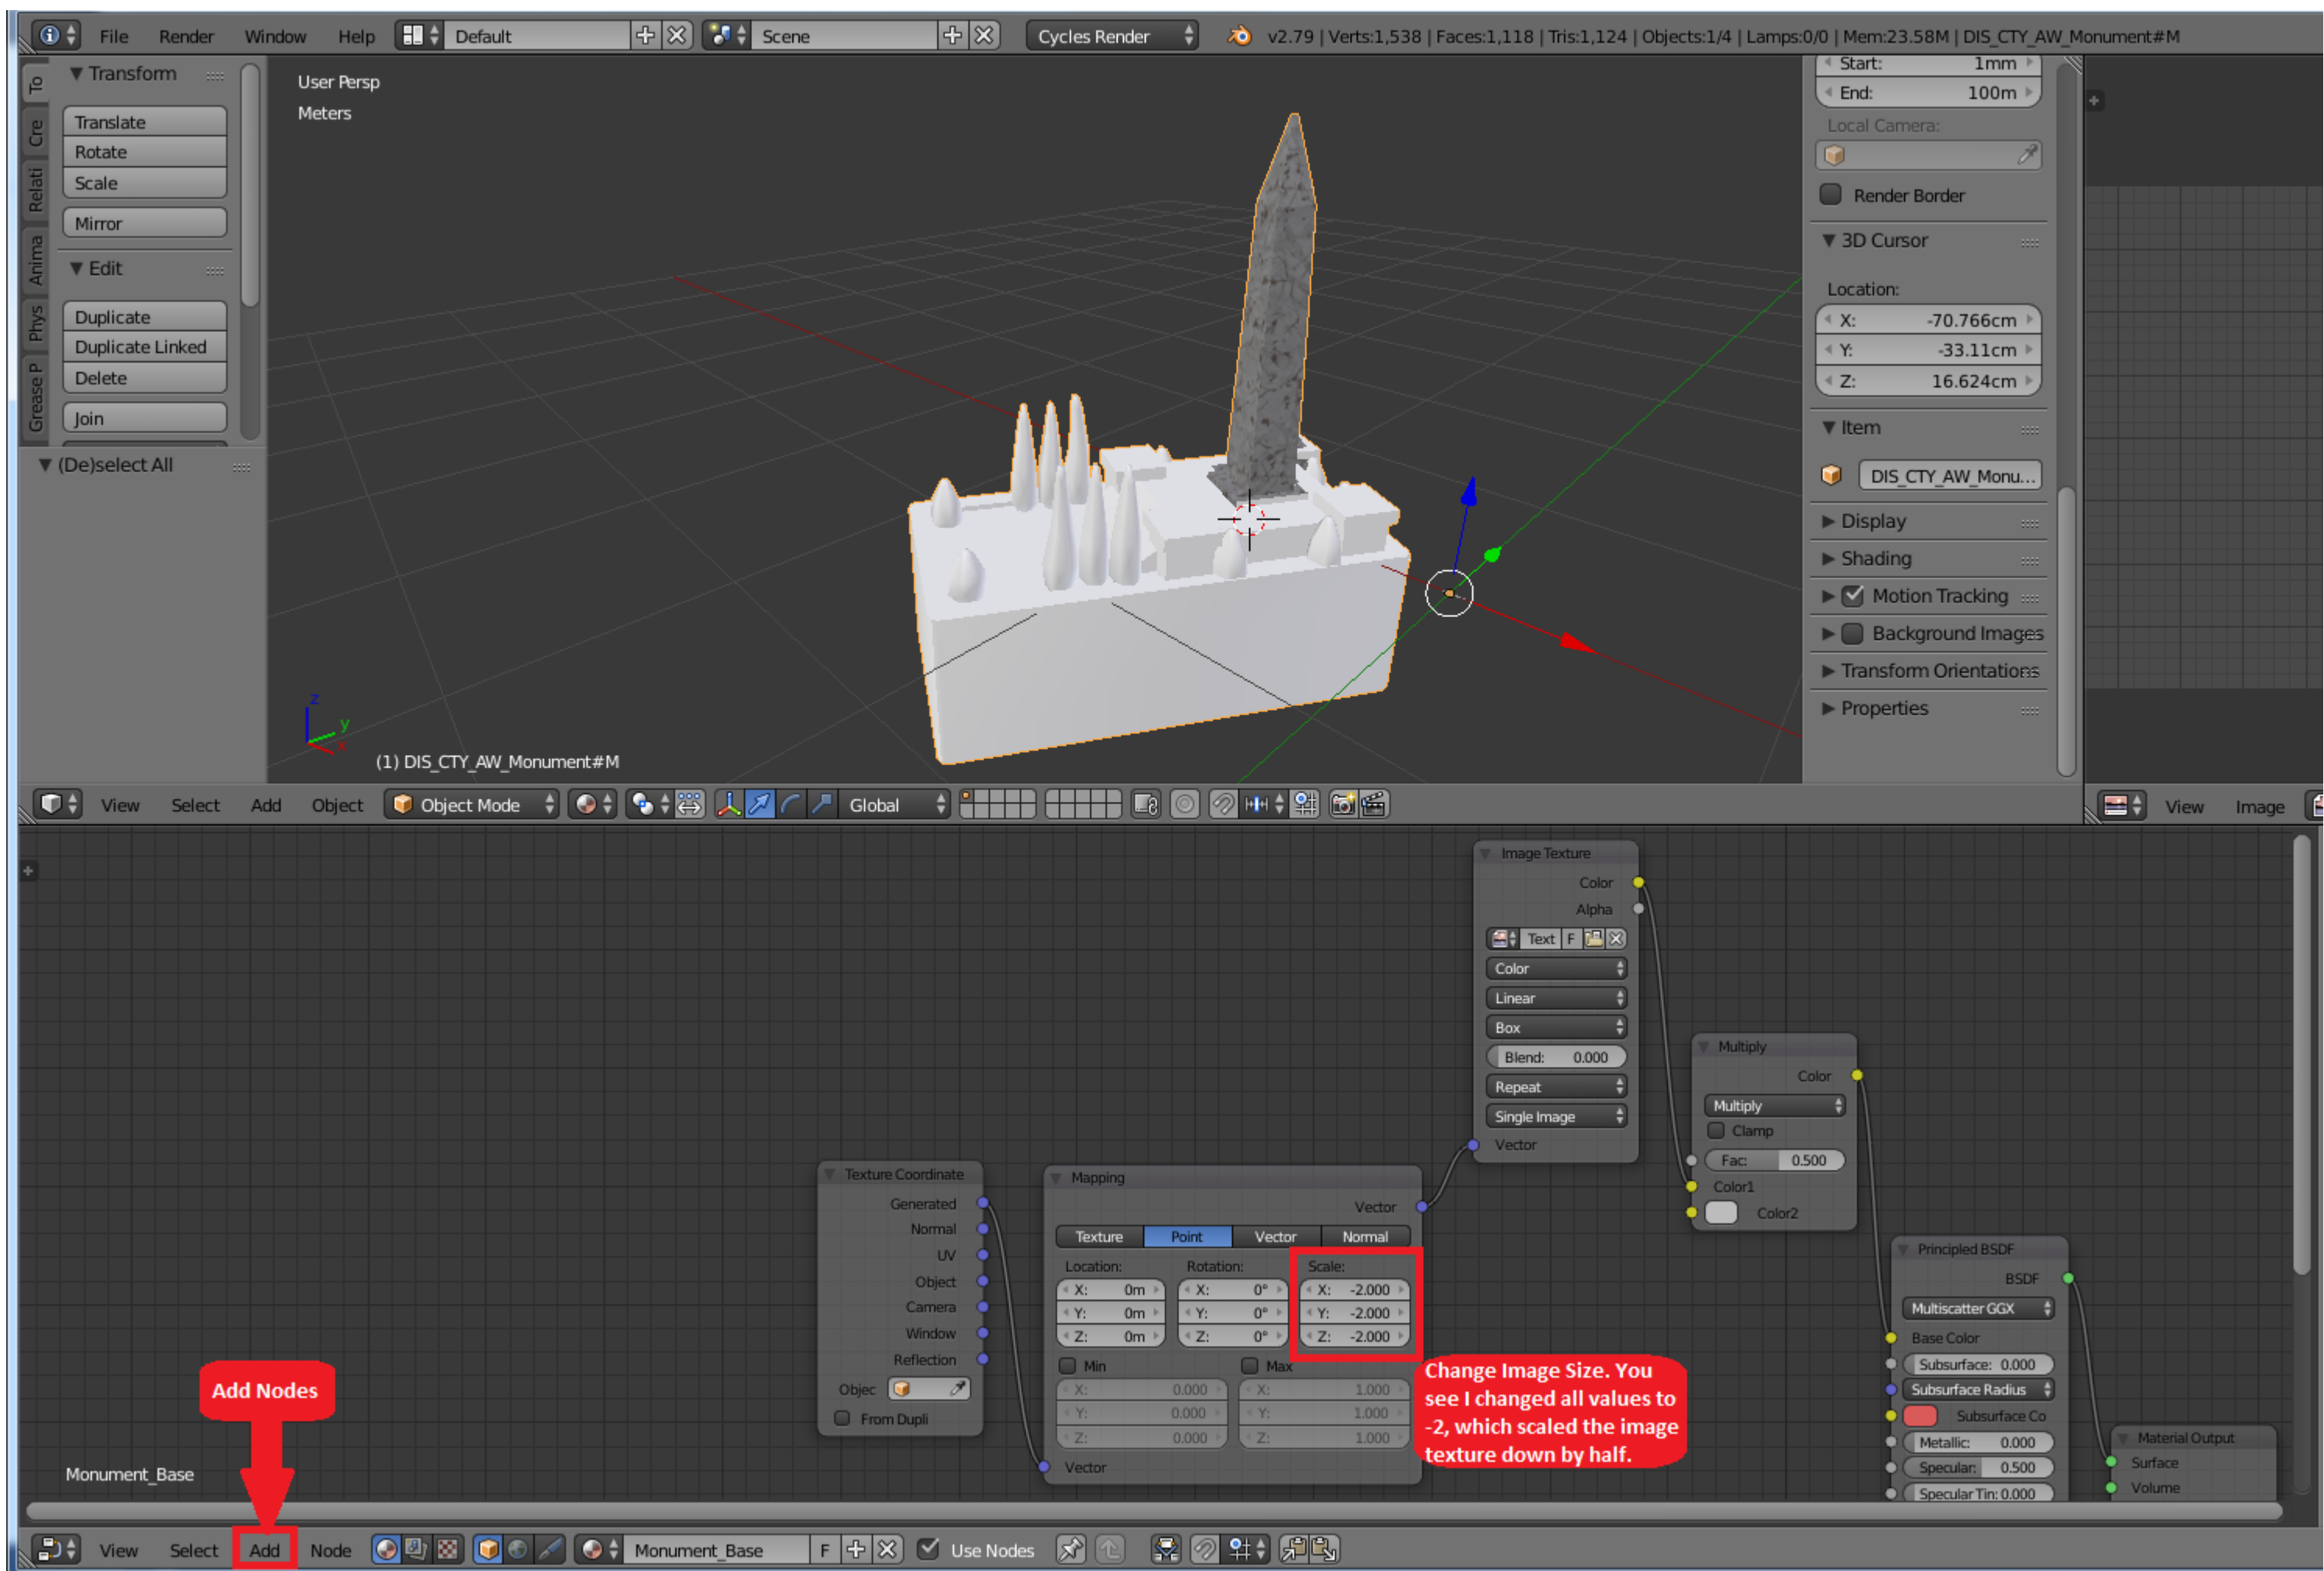 File Render Window Help Default Scene Cycles Render v2.79 | Verts:1,538 | Faces:1,118 | Tris:1,124 | Objects:1/4 | Lamps:0/0 | Mem:23.58M | DIS_CTY_AW_Monument#M
To
Cre
Relati
Anima
Phys
Grease P
Transform
Translate
Rotate
Scale
Mirror
Edit
Duplicate
Duplicate Linked
Delete
Join
(De)select All
User Persp
Meters
z
y
x
(1) DIS_CTY_AW_Monument#M
Start: 1mm
End: 100m
Local Camera:
Render Border
3D Cursor
Location:
X: -70.766cm
Y: -33.11cm
Z: 16.624cm
Item
DIS_CTY_AW_Monu...
Display
Shading
Motion Tracking
Background Images
Transform Orientations
Properties
View Select Add Object Object Mode Global
View Image
Image Texture
Color
Alpha
Text F
Color
Linear
Box
Blend: 0.000
Repeat
Single Image
Vector
Multiply
Color
Multiply
Clamp
Fac: 0.500
Color1
Color2
Texture Coordinate
Generated
Normal
UV
Object
Camera
Window
Reflection
Objec
From Dupli
Mapping
Vector
Texture Point Vector Normal
Location: Rotation: Scale:
X: 0m X: 0° X: -2.000
Y: 0m Y: 0° Y: -2.000
Z: 0m Z: 0° Z: -2.000
Min Max
X: 0.000 X: 1.000
Y: 0.000 Y: 1.000
Z: 0.000 Z: 1.000
Vector
Change Image Size. You
see I changed all values to
-2, which scaled the image
texture down by half.
Principled BSDF
BSDF
Multiscatter GGX
Base Color
Subsurface: 0.000
Subsurface Radius
Subsurface Co
Metallic: 0.000
Specular: 0.500
Specular Tin: 0.000
Material Output
Surface
Volume
Add Nodes
Monument_Base
View Select Add Node Monument_Base F Use Nodes